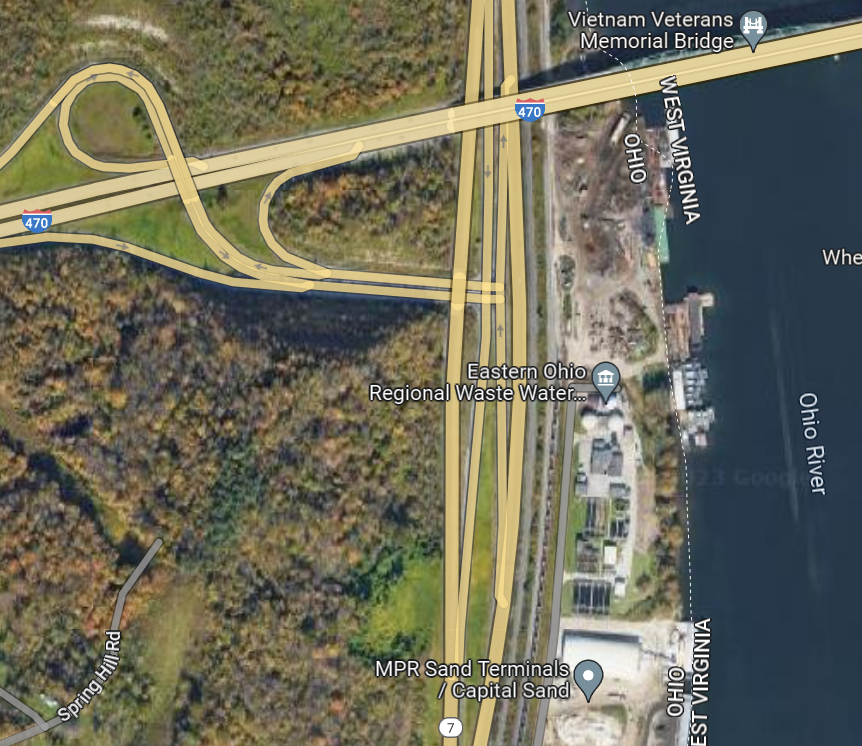 Vietnam Veterans
Memorial Bridge
470
WEST VIRGINIA
OHIO
470
Whe
Eastern Ohio
Regional Waste Water...
Ohio River
Spring Hill Rd
MPR Sand Terminals
/ Capital Sand
OHIO
EST VIRGINIA
7